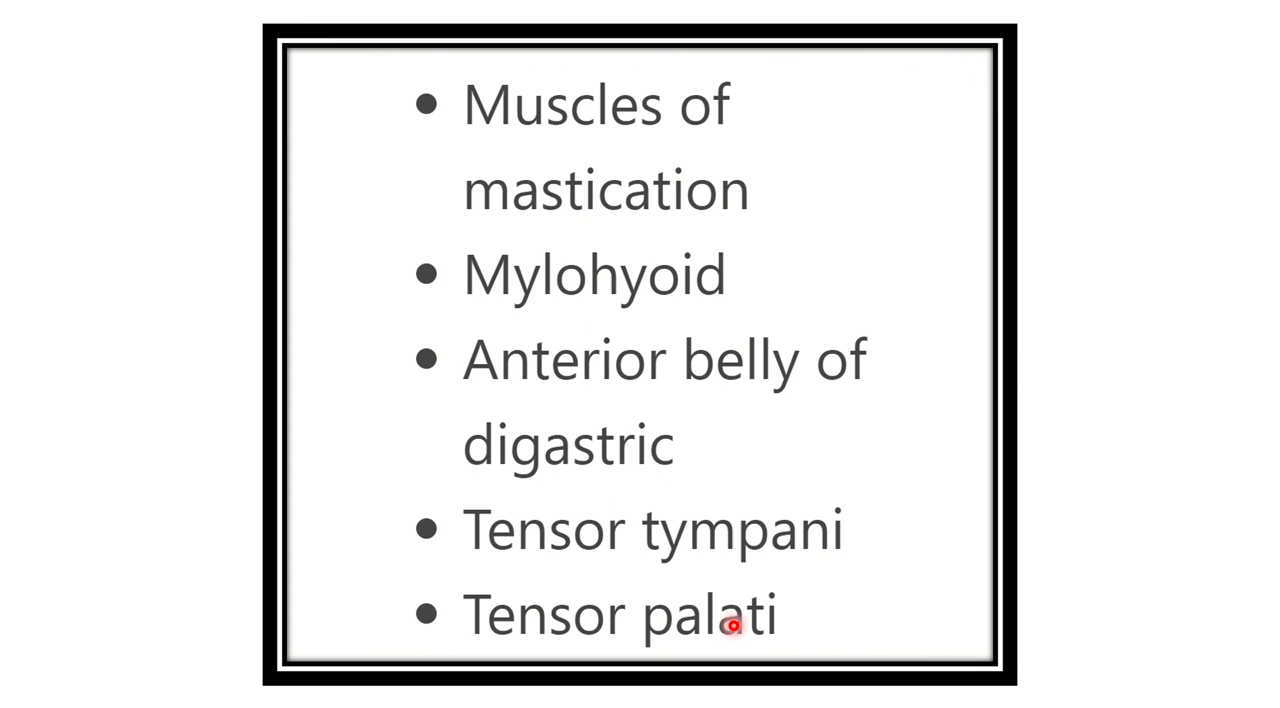 • Muscles of
mastication
• Mylohyoid
• Anterior belly of
digastric
• Tensor tympani
• Tensor palati